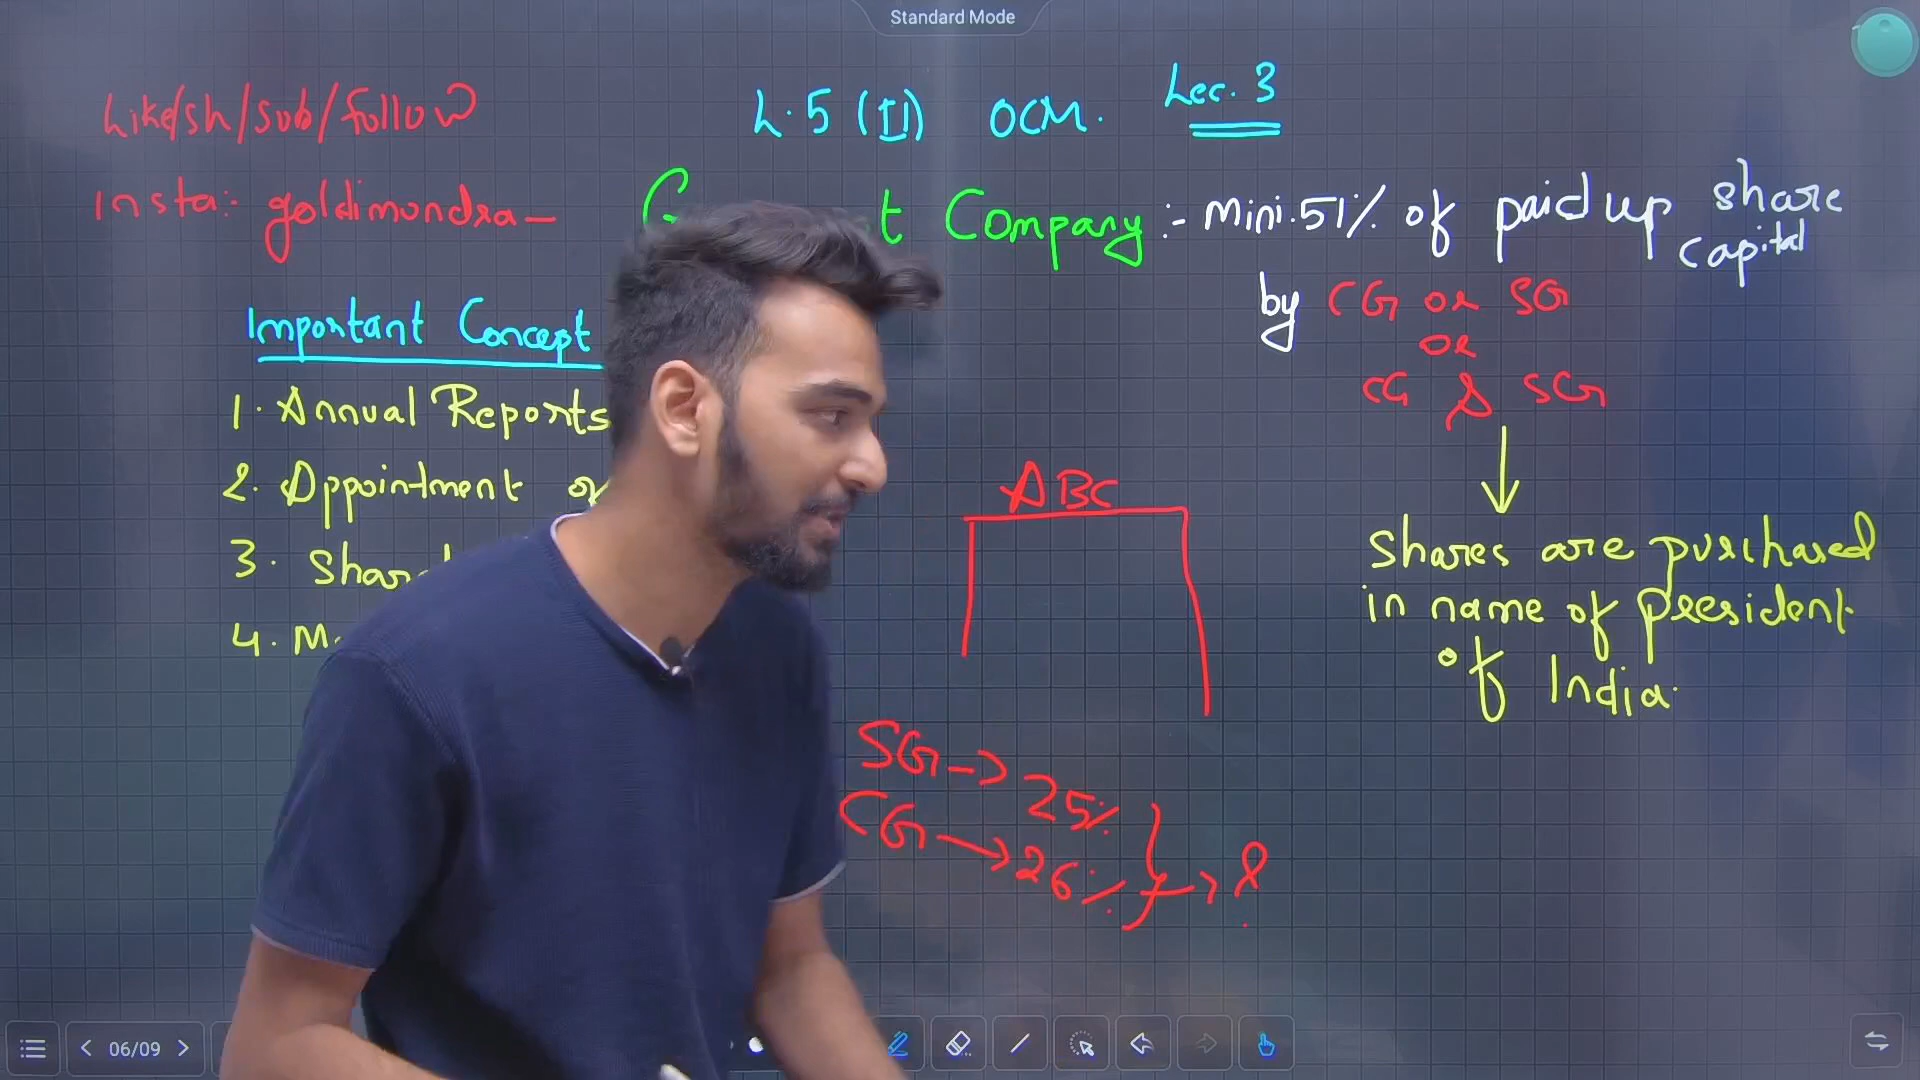 Standard Mode
Like/sh/sub/follow
L.5 (II) OCM. Lec. 3
Insta:- goldimondra_
Company :- Mini.51% of paid up share capital
by CG or SG
or
CG & SG
Important Concept
1. Annual Reports
2. Appointment of
3.
4.
ABC
Shares are purchased
in name of president
of India.
SG → 25%
CG → 26%
06/09